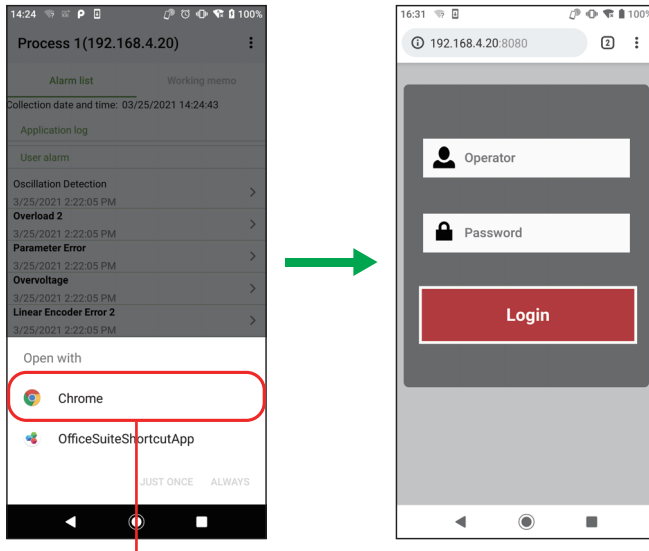 14:24
100%
Process 1(192.168.4.20)
Alarm list
Working memo
Collection date and time: 03/25/2021 14:24:43
Application log
User alarm
Oscillation Detection
3/25/2021 2:22:05 PM
Overload 2
3/25/2021 2:22:05 PM
Parameter Error
3/25/2021 2:22:05 PM
Overvoltage
3/25/2021 2:22:05 PM
Linear Encoder Error 2
3/25/2021 2:22:05 PM
Open with
Chrome
OfficeSuiteShortcutApp
JUST ONCE ALWAYS
16:31
100%
192.168.4.20:8080
2
Operator
Password
Login